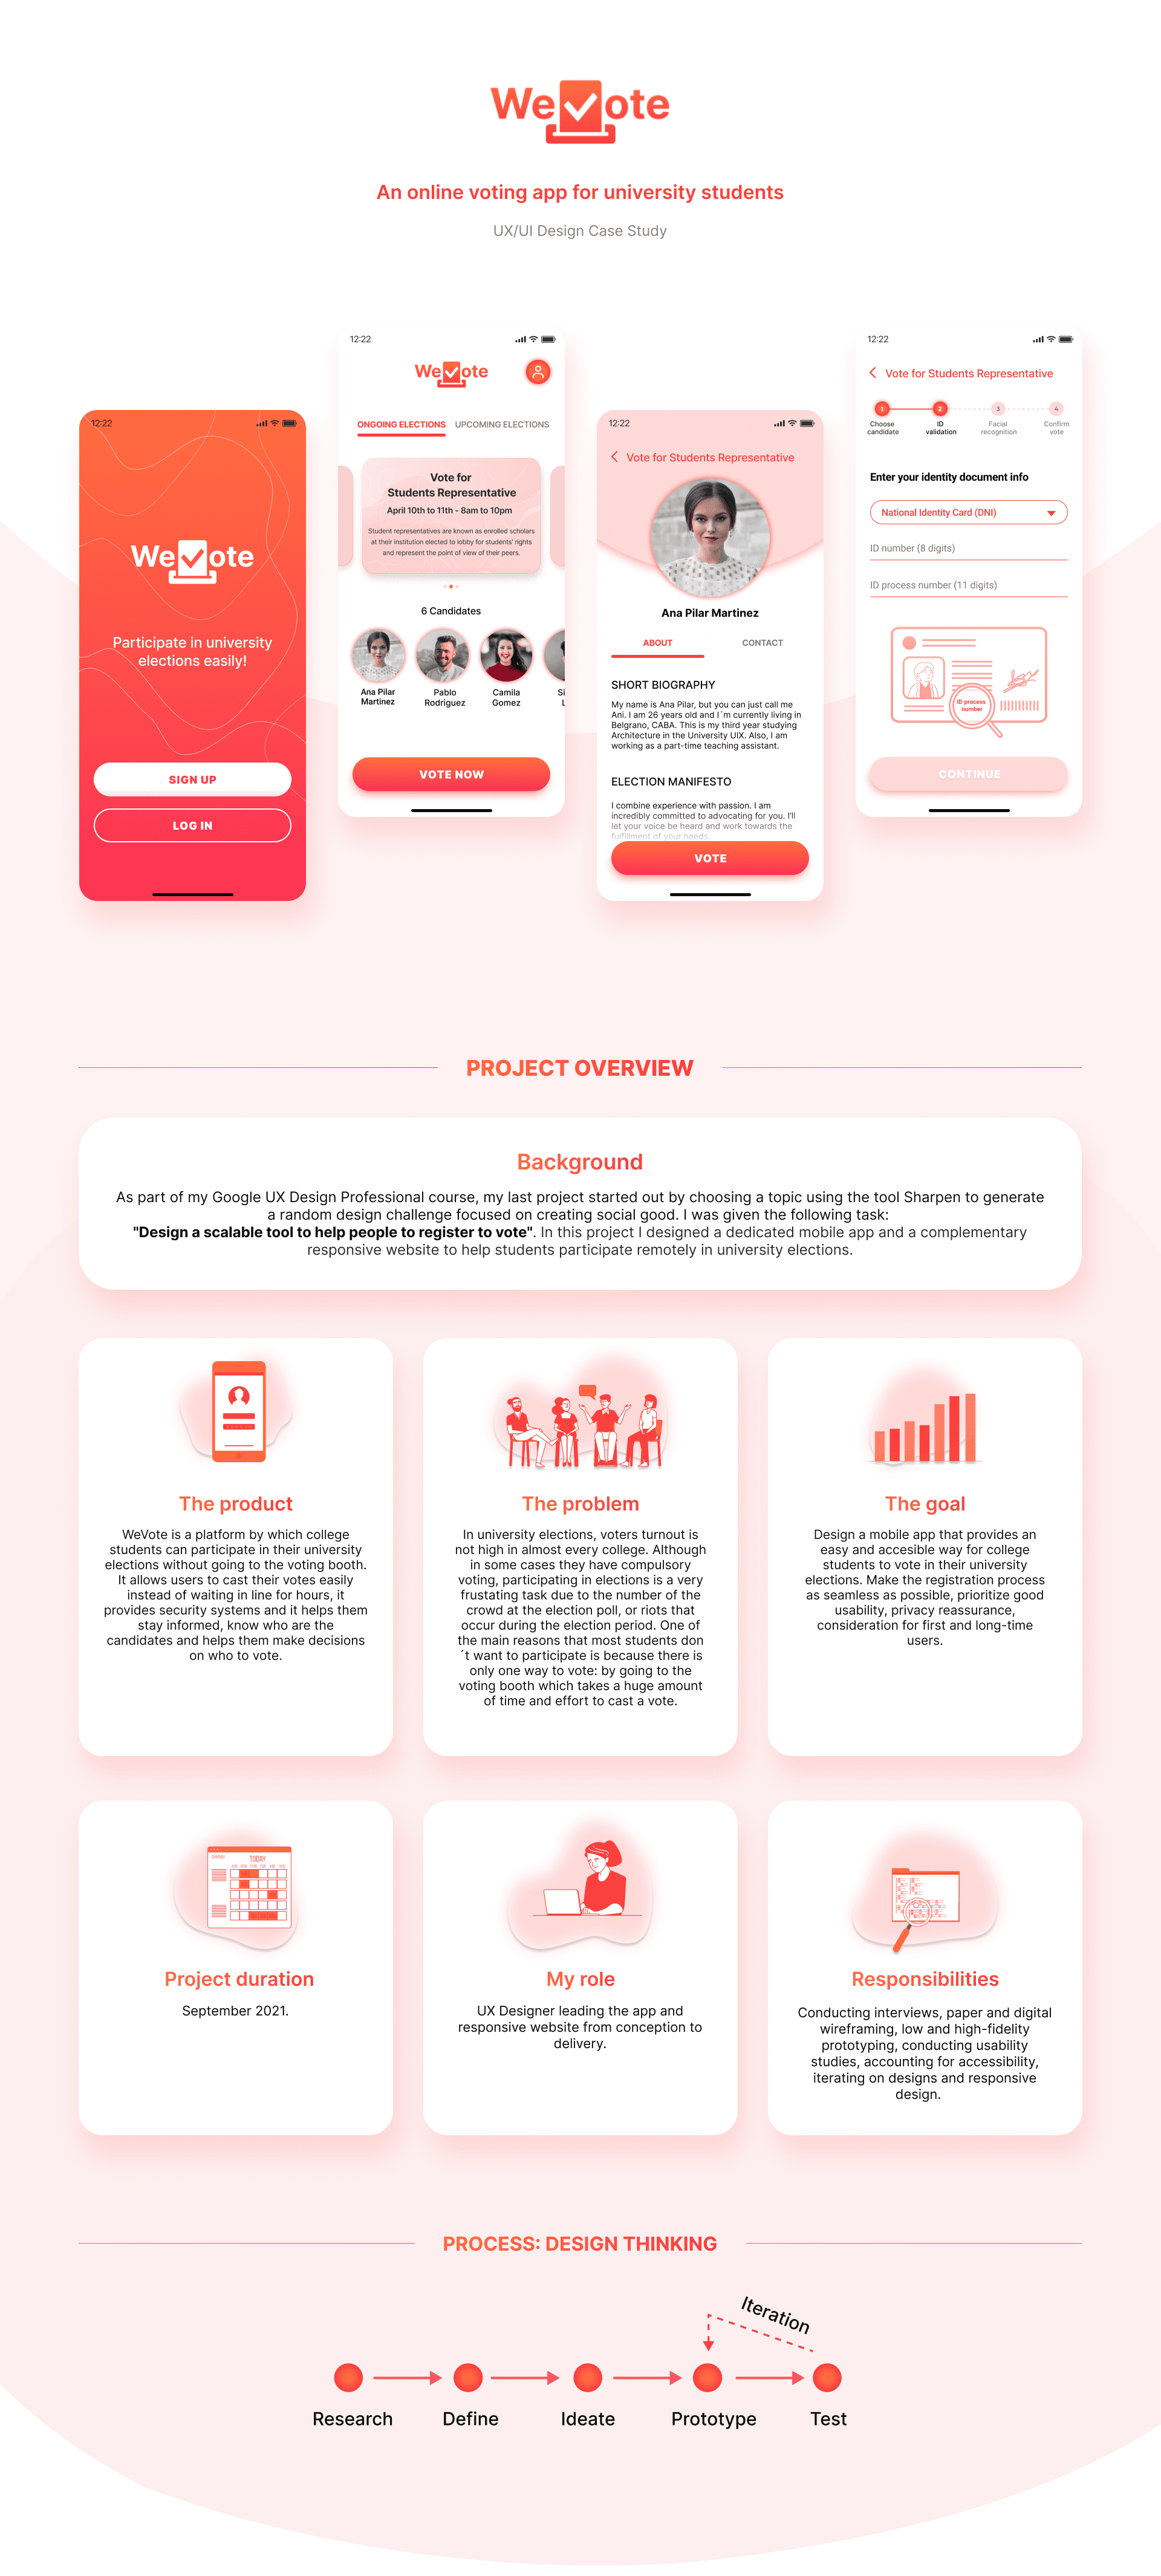 WeVote
An online voting app for university students
UX/UI Design Case Study
12:22
WeVote
Participate in university
elections easily!
SIGN UP
LOG IN
12:22
WeVote
ONGOING ELECTIONS UPCOMING ELECTIONS
Vote for
Students Representative
April 10th to 11th - 8am to 10pm
Student representatives are known as enrolled scholars
at their institution elected to lobby for students' rights
and represent the point of view of their peers.
6 Candidates
Ana Pilar
Martinez
Pablo
Rodriguez
Camila
Gomez
Si
L
VOTE NOW
12:22
Vote for Students Representative
Ana Pilar Martinez
ABOUT CONTACT
SHORT BIOGRAPHY
My name is Ana Pilar, but you can just call me
Ani. I am 26 years old and I´m currently living in
Belgrano, CABA. This is my third year studying
Architecture in the University UIX. Also, I am
working as a part-time teaching assistant.
ELECTION MANIFESTO
I combine experience with passion. I am
incredibly committed to advocating for you. I'll
let your voice be heard and work towards the
fulfillment of your needs.
VOTE
12:22
Vote for Students Representative
1 2 3 4
Choose
candidate
ID
validation
Facial
recognition
Confirm
vote
Enter your identity document info
National Identity Card (DNI)
ID number (8 digits)
ID process number (11 digits)
ID process
number
CONTINUE
PROJECT OVERVIEW
Background
As part of my Google UX Design Professional course, my last project started out by choosing a topic using the tool Sharpen to generate
a random design challenge focused on creating social good. I was given the following task:
"Design a scalable tool to help people to register to vote". In this project I designed a dedicated mobile app and a complementary
responsive website to help students participate remotely in university elections.
The product
WeVote is a platform by which college
students can participate in their university
elections without going to the voting booth.
It allows users to cast their votes easily
instead of waiting in line for hours, it
provides security systems and it helps them
stay informed, know who are the
candidates and helps them make decisions
on who to vote.
The problem
In university elections, voters turnout is
not high in almost every college. Although
in some cases they have compulsory
voting, participating in elections is a very
frustating task due to the number of the
crowd at the election poll, or riots that
occur during the election period. One of
the main reasons that most students don
´t want to participate is because there is
only one way to vote: by going to the
voting booth which takes a huge amount
of time and effort to cast a vote.
The goal
Design a mobile app that provides an
easy and accesible way for college
students to vote in their university
elections. Make the registration process
as seamless as possible, prioritize good
usability, privacy reassurance,
consideration for first and long-time
users.
TODAY
Project duration
September 2021.
My role
UX Designer leading the app and
responsive website from conception to
delivery.
Responsibilities
Conducting interviews, paper and digital
wireframing, low and high-fidelity
prototyping, conducting usability
studies, accounting for accessibility,
iterating on designs and responsive
design.
PROCESS: DESIGN THINKING
Iteration
Research Define Ideate Prototype Test